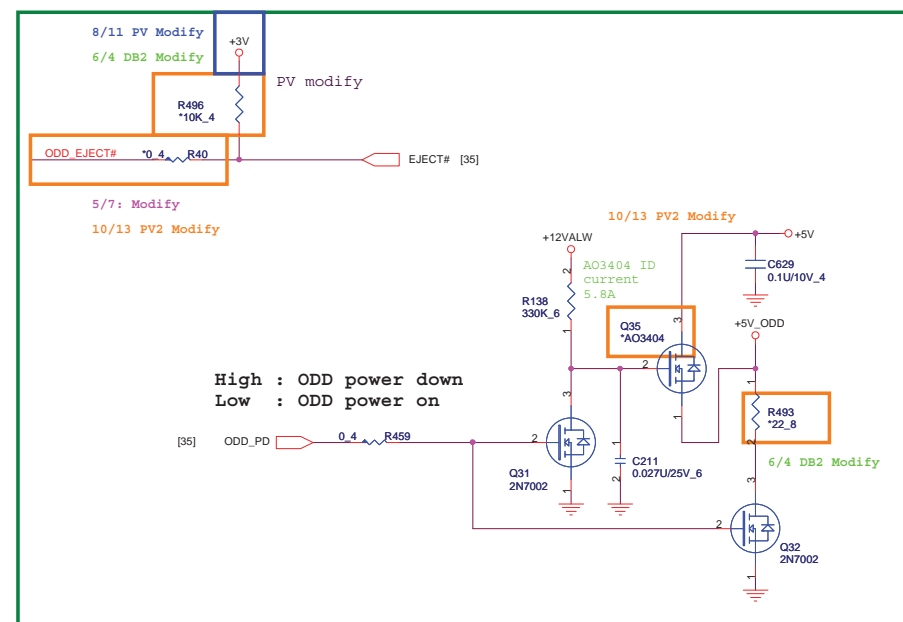 8/11 PV Modify
+3V
6/4 DB2 Modify
PV modify
R496
*10K_4
ODD_EJECT#
*0_4
R40
EJECT# [35]
5/7: Modify
10/13 PV2 Modify
10/13 PV2 Modify
+12VALW
+5V
AO3404 ID
current
5.8A
C629
0.1U/10V_4
2
R138
330K_6
1
Q35
*AO3404
3
2
1
+5V_ODD
High : ODD power down
Low : ODD power on
1
R493
*22_8
2
6/4 DB2 Modify
[35]
ODD_PD
0_4
R459
3
2
1
Q31
2N7002
1
C211
0.027U/25V_6
2
3
2
1
Q32
2N7002